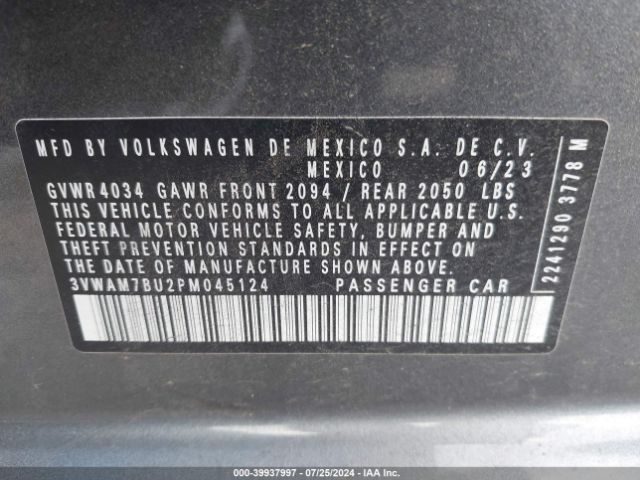 MFD BY VOLKSWAGEN DE MEXICO S.A. DE C.V.
MEXICO 06/23
GVWR 4034 GAWR FRONT 2094 / REAR 2050 LBS
THIS VEHICLE CONFORMS TO ALL APPLICABLE U.S.
FEDERAL MOTOR VEHICLE SAFETY, BUMPER AND
THEFT PREVENTION STANDARDS IN EFFECT ON
THE DATE OF MANUFACTURE SHOWN ABOVE.
3VWAM7BU2PM045124 PASSENGER CAR
2241290 3778 M
000-39937997 - 07/25/2024 - IAA Inc.